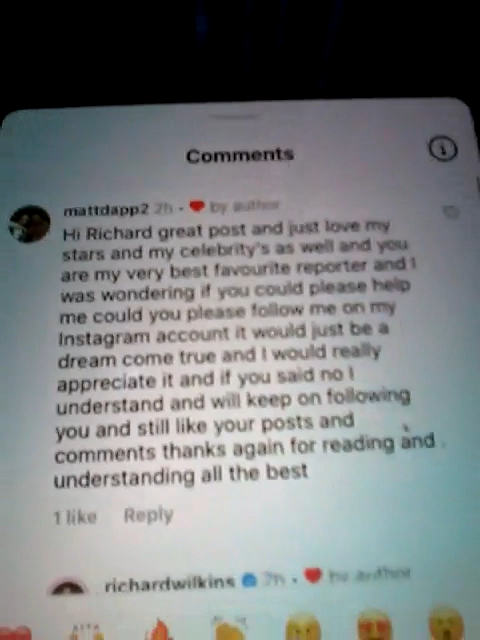 Comments
mattdapp2 2h · ❤️ by author
Hi Richard great post and just love my
stars and my celebrity's as well and you
are my very best favourite reporter and I
was wondering if you could please help
me could you please follow me on my
Instagram account it would just be a
dream come true and I would really
appreciate it and if you said no I
understand and will keep on following
you and still like your posts and
comments thanks again for reading and
understanding all the best
1 like Reply
richardwilkins 7h · ❤️ by author